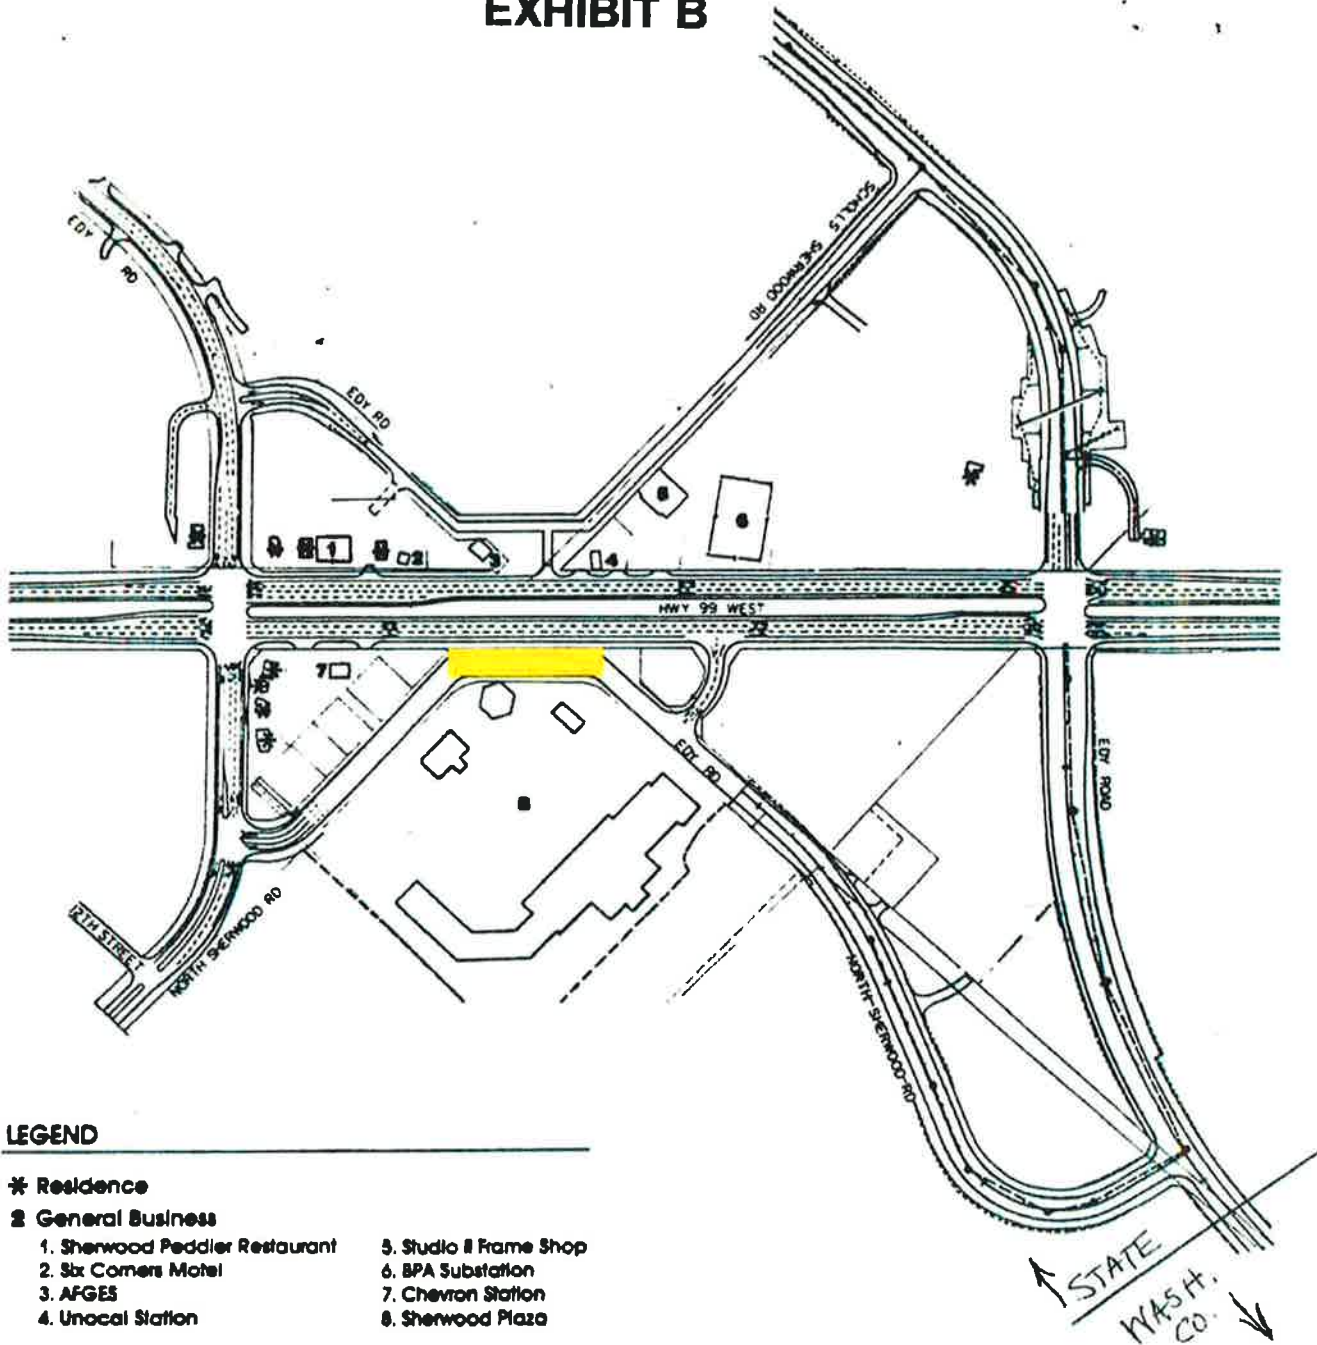 EXHIBIT B
EDY RD
SCHOLLS SHERWOOD RD
EDY RD
5
6
1
2
3
4
HWY 99 WEST
7
EDY RD
EDY ROAD
8
12TH STREET
NORTH SHERWOOD RD
NORTH SHERWOOD RD
LEGEND
* Residence
2 General Business
1. Sherwood Peddler Restaurant
2. Six Corners Motel
3. AFGES
4. Unocal Station
5. Studio II Frame Shop
6. BPA Substation
7. Chevron Station
8. Sherwood Plaza
STATE
WASH.
CO.